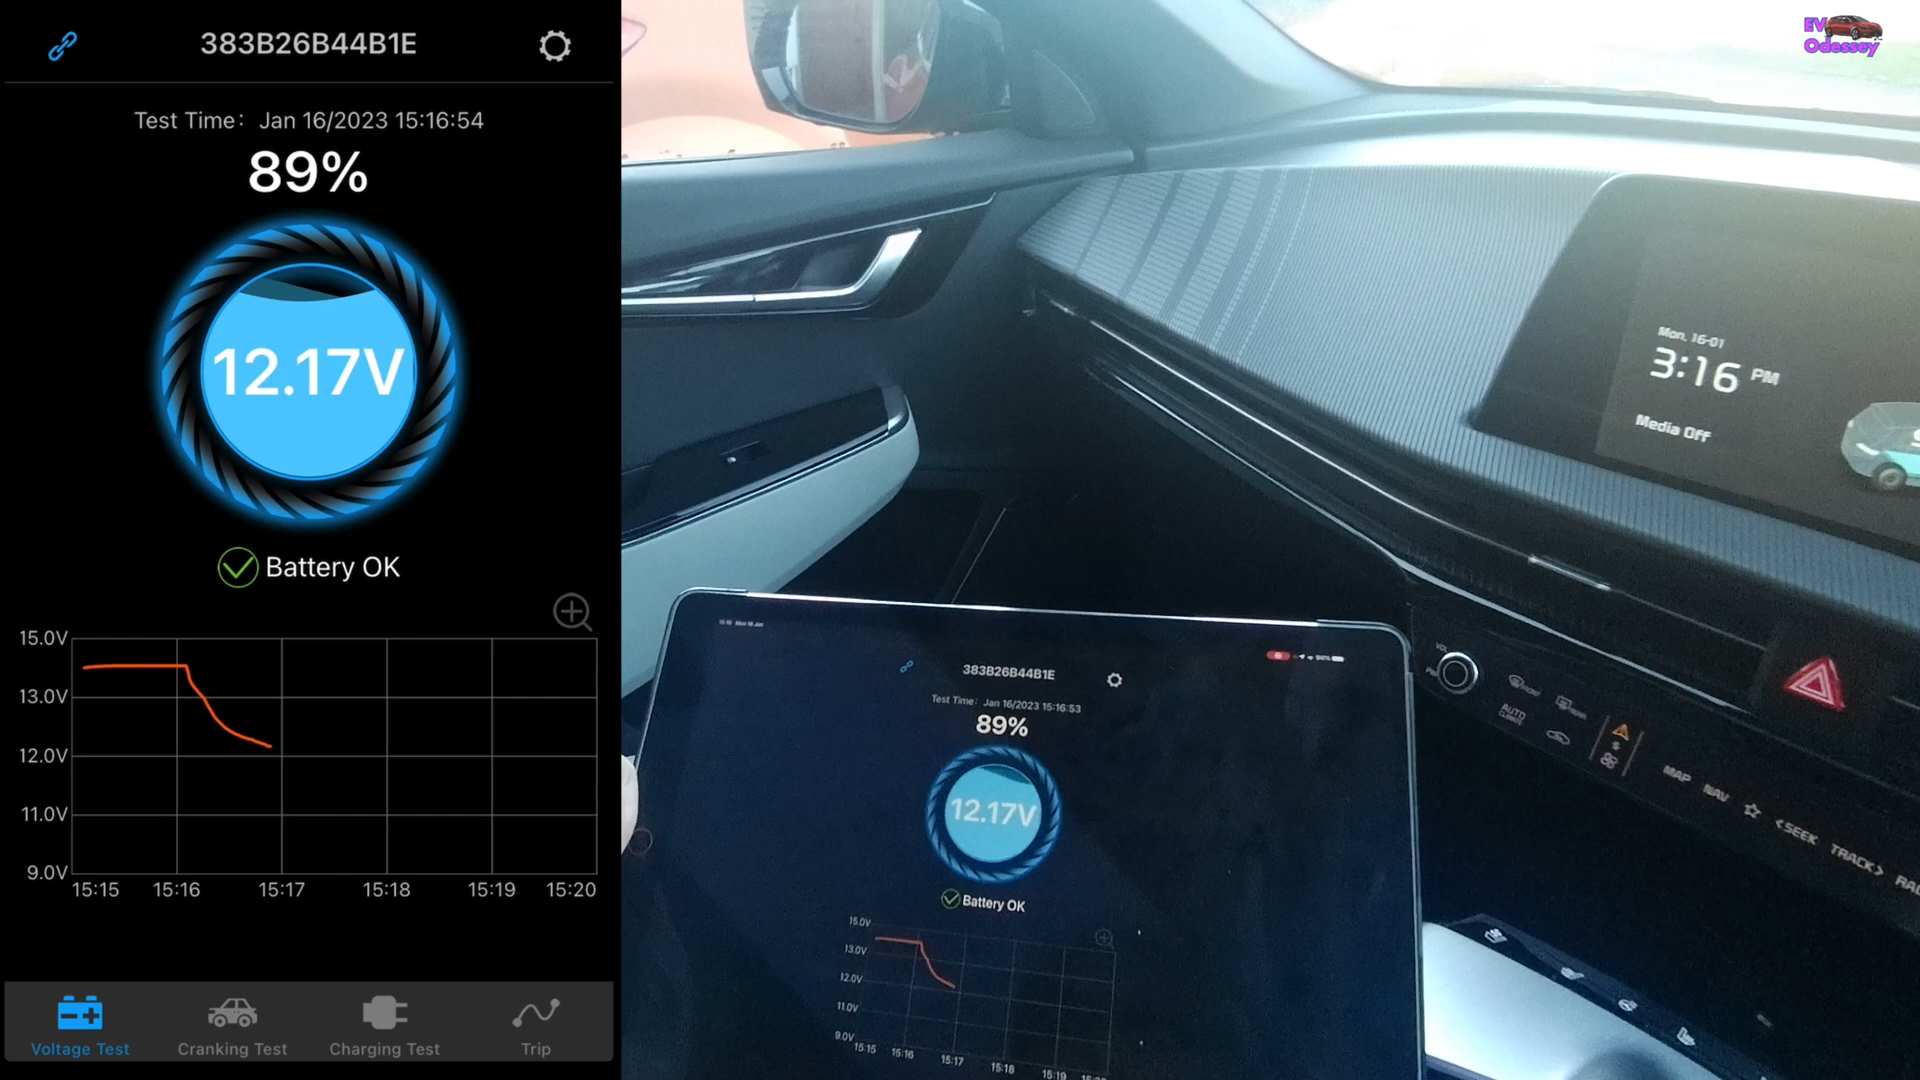 383B26B44B1E
Test Time: Jan 16/2023 15:16:54
89%
12.17V
Battery OK
15.0V
13.0V
12.0V
11.0V
9.0V
15:15 15:16 15:17 15:18 15:19 15:20
Voltage Test Cranking Test Charging Test Trip
EV
Odessey
Mon, 16-01
3:16 PM
Media Off
383B26B44B1E
Test Time: Jan 16/2023 15:16:53
89%
12.17V
Battery OK
15.0V
13.0V
12.0V
11.0V
9.0V
15:15 15:16 15:17 15:18 15:19
VOL
AUTO
CLIMATE
MAP NAV <SEEK TRACK>